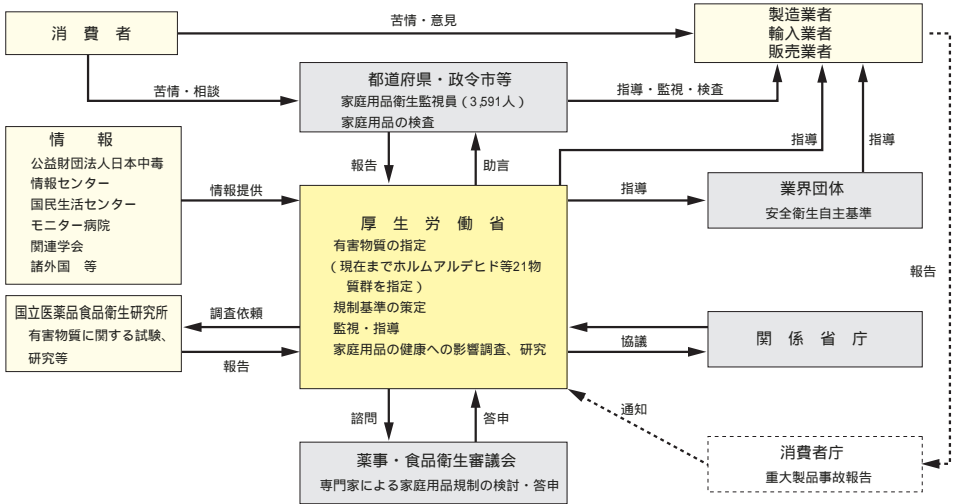 苦情・意見
消 費 者
製造業者
輸入業者
販売業者
苦情・相談
都道府県・政令市等
家庭用品衛生監視員(3,591人)
家庭用品の検査
指導・監視・検査
情 報
公益財団法人日本中毒
情報センター
国民生活センター
モニター病院
関連学会
諸外国 等
情報提供
報告
助言
指導
指導
指導
業界団体
安全衛生自主基準
厚 生 労 働 省
有害物質の指定
(現在までホルムアルデヒド等21物
質群を指定)
規制基準の策定
監視・指導
家庭用品の健康への影響調査、研究
報告
国立医薬品食品衛生研究所
有害物質に関する試験、
研究等
調査依頼
報告
協議
関 係 省 庁
諮問
答申
通知
薬事・食品衛生審議会
専門家による家庭用品規制の検討・答申
消費者庁
重大製品事故報告